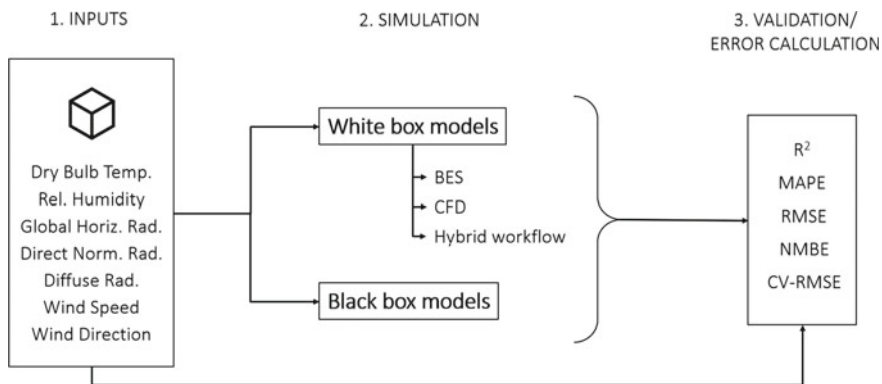 1. INPUTS
2. SIMULATION
3. VALIDATION/
ERROR CALCULATION
Dry Bulb Temp.
Rel. Humidity
Global Horiz. Rad.
Direct Norm. Rad.
Diffuse Rad.
Wind Speed
Wind Direction
White box models
BES
CFD
Hybrid workflow
Black box models
R²
MAPE
RMSE
NMBE
CV-RMSE